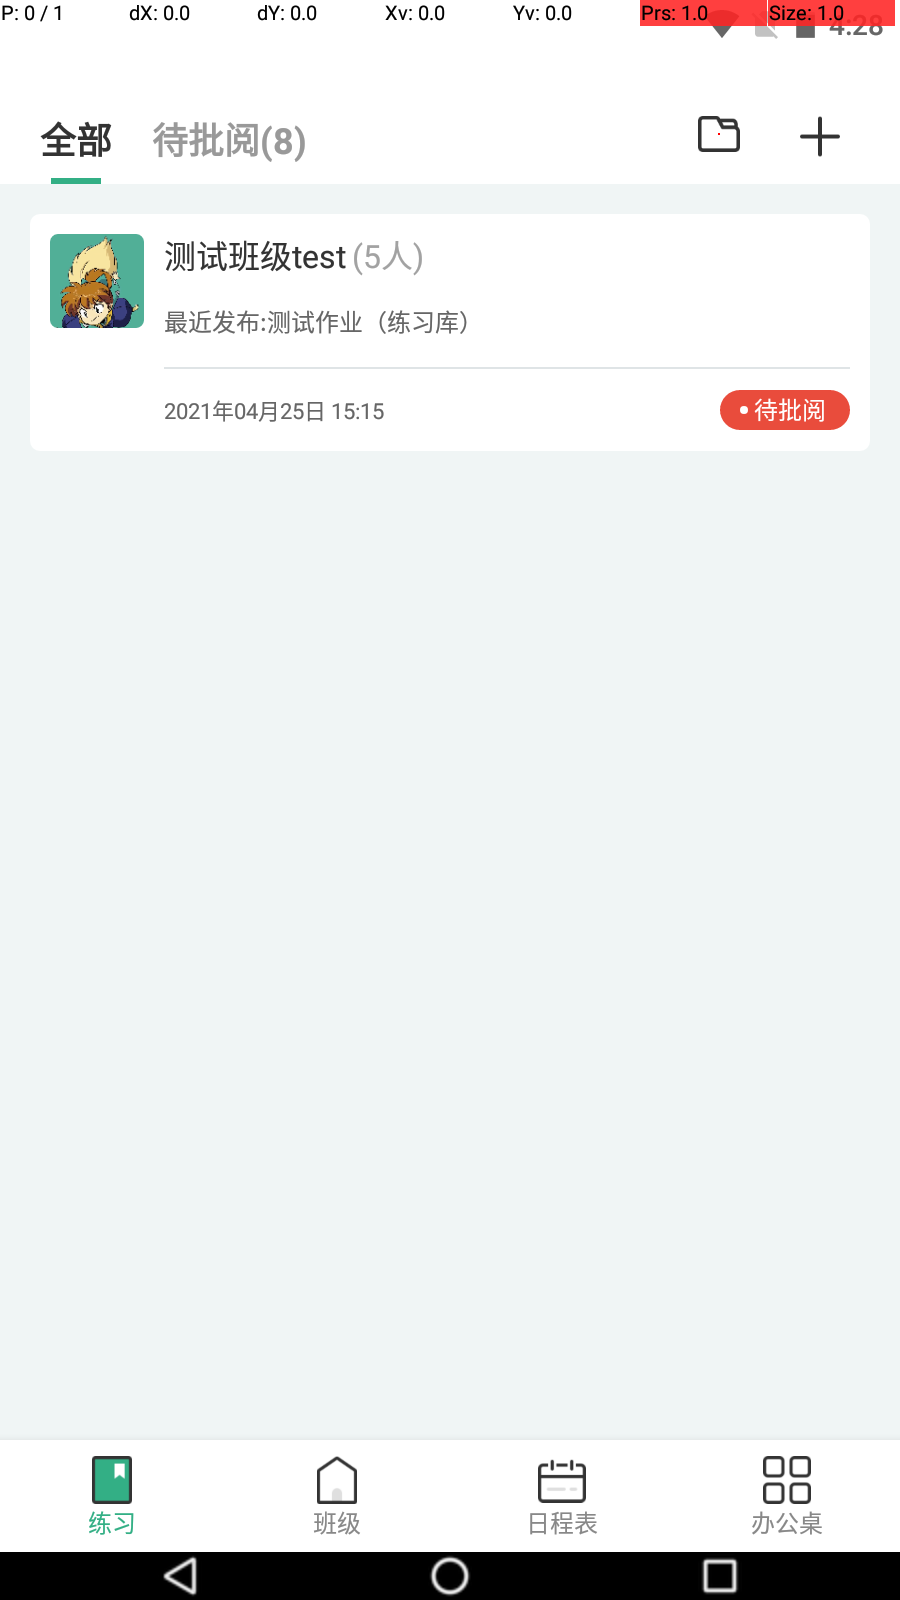 P: 0 / 1 dX: 0.0 dY: 0.0 Xv: 0.0 Yv: 0.0 Prs: 1.0 Size: 1.0
4:28
全部 待批阅(8)
测试班级test (5人)
最近发布:测试作业（练习库）
2021年04月25日 15:15 待批阅
练习 班级 日程表 办公桌